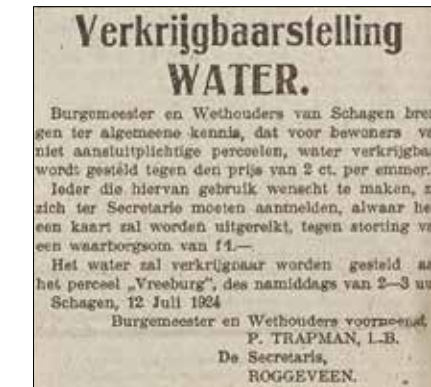 Verkrijgbaarstelling
WATER.
Burgemeester en Wethouders van Schagen bren
gen ter algemeene kennis, dat voor bewoners va
niet aansluitplichtige perceelen, water verkrijgba
wordt gesteld tegen den prijs van 2 ct. per emmer.
Ieder die hiervan gebruik wenscht te maken, z
zich ter Secretarie moeten aanmelden, alwaar he
een kaart zal worden uitgereikt, tegen storting va
een waarborgsom van f1.—
Het water zal verkrijgbaar worden gesteld aa
het perceel „Vreeburg", des namiddags van 2—3 uu
Schagen, 12 Juli 1924
Burgemeester en Wethouders voornoemd,
P. TRAPMAN, L.B.
De Secretaris,
ROGGEVEEN.